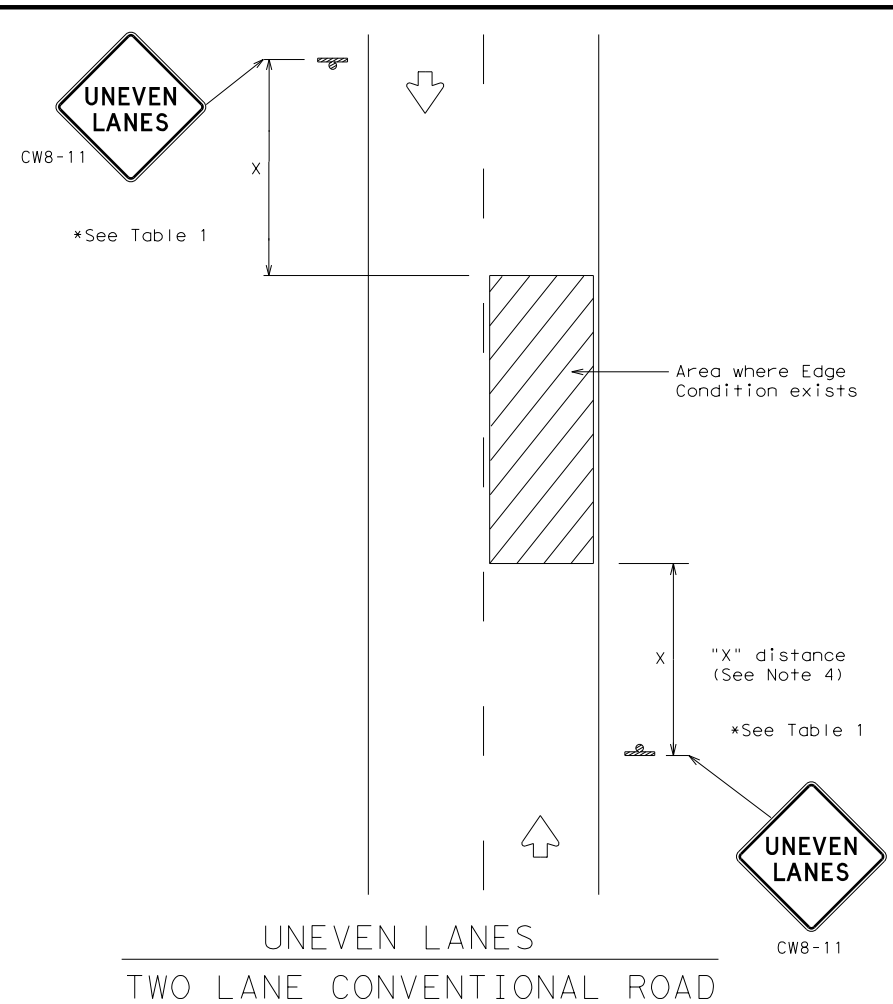 UNEVEN
LANES
CW8-11
X
*See Table 1
Area where Edge
Condition exists
X
"X" distance
(See Note 4)
*See Table 1
UNEVEN
LANES
CW8-11
UNEVEN LANES
TWO LANE CONVENTIONAL ROAD